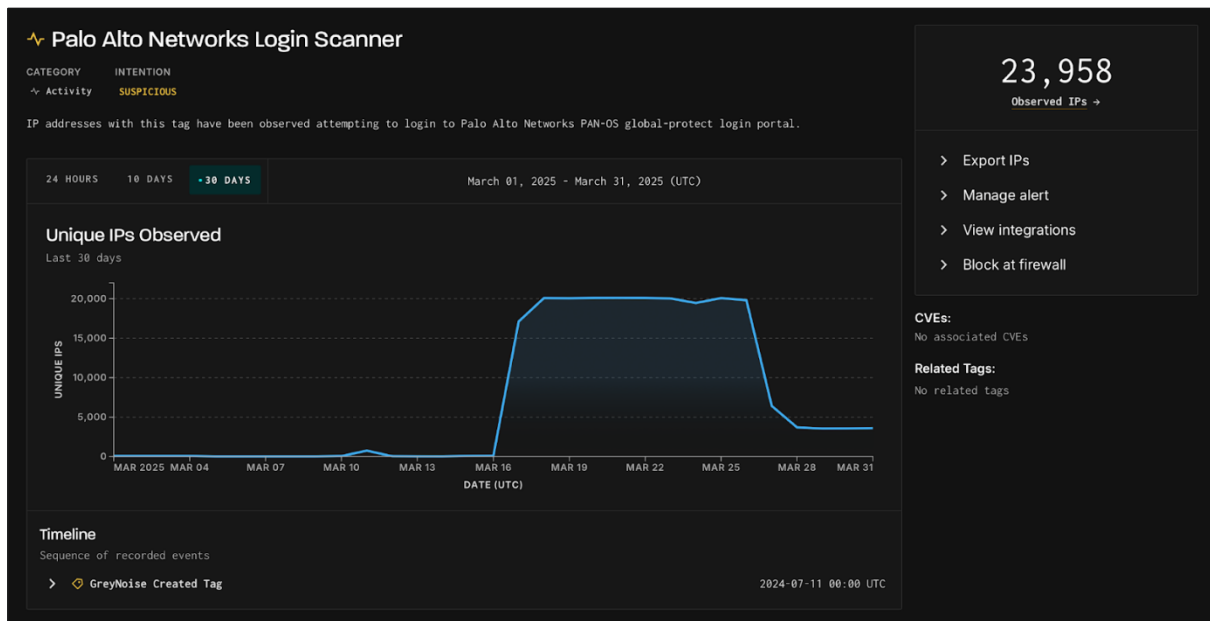 Palo Alto Networks Login Scanner
CATEGORY INTENTION
Activity SUSPICIOUS
IP addresses with this tag have been observed attempting to login to Palo Alto Networks PAN-OS global-protect login portal.
24 HOURS 10 DAYS 30 DAYS March 01, 2025 - March 31, 2025 (UTC)
Unique IPs Observed
Last 30 days
20,000
15,000
10,000
5,000
0
UNIQUE IPS
MAR 2025 MAR 04 MAR 07 MAR 10 MAR 13 MAR 16 MAR 19 MAR 22 MAR 25 MAR 28 MAR 31
DATE (UTC)
Timeline
Sequence of recorded events
GreyNoise Created Tag 2024-07-11 00:00 UTC
23,958
Observed IPs →
Export IPs
Manage alert
View integrations
Block at firewall
CVEs:
No associated CVEs
Related Tags:
No related tags